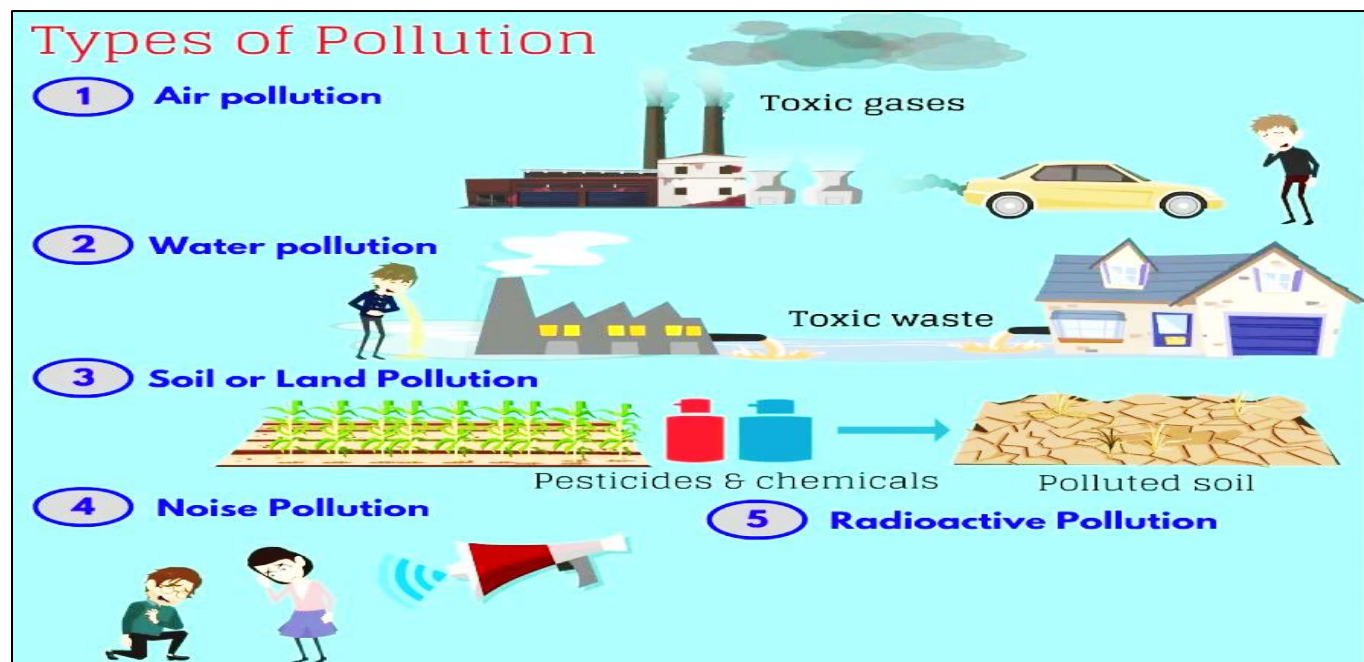 Types of Pollution
1 Air pollution
Toxic gases
2 Water pollution
Toxic waste
3 Soil or Land Pollution
Pesticides & chemicals
Polluted soil
4 Noise Pollution
5 Radioactive Pollution